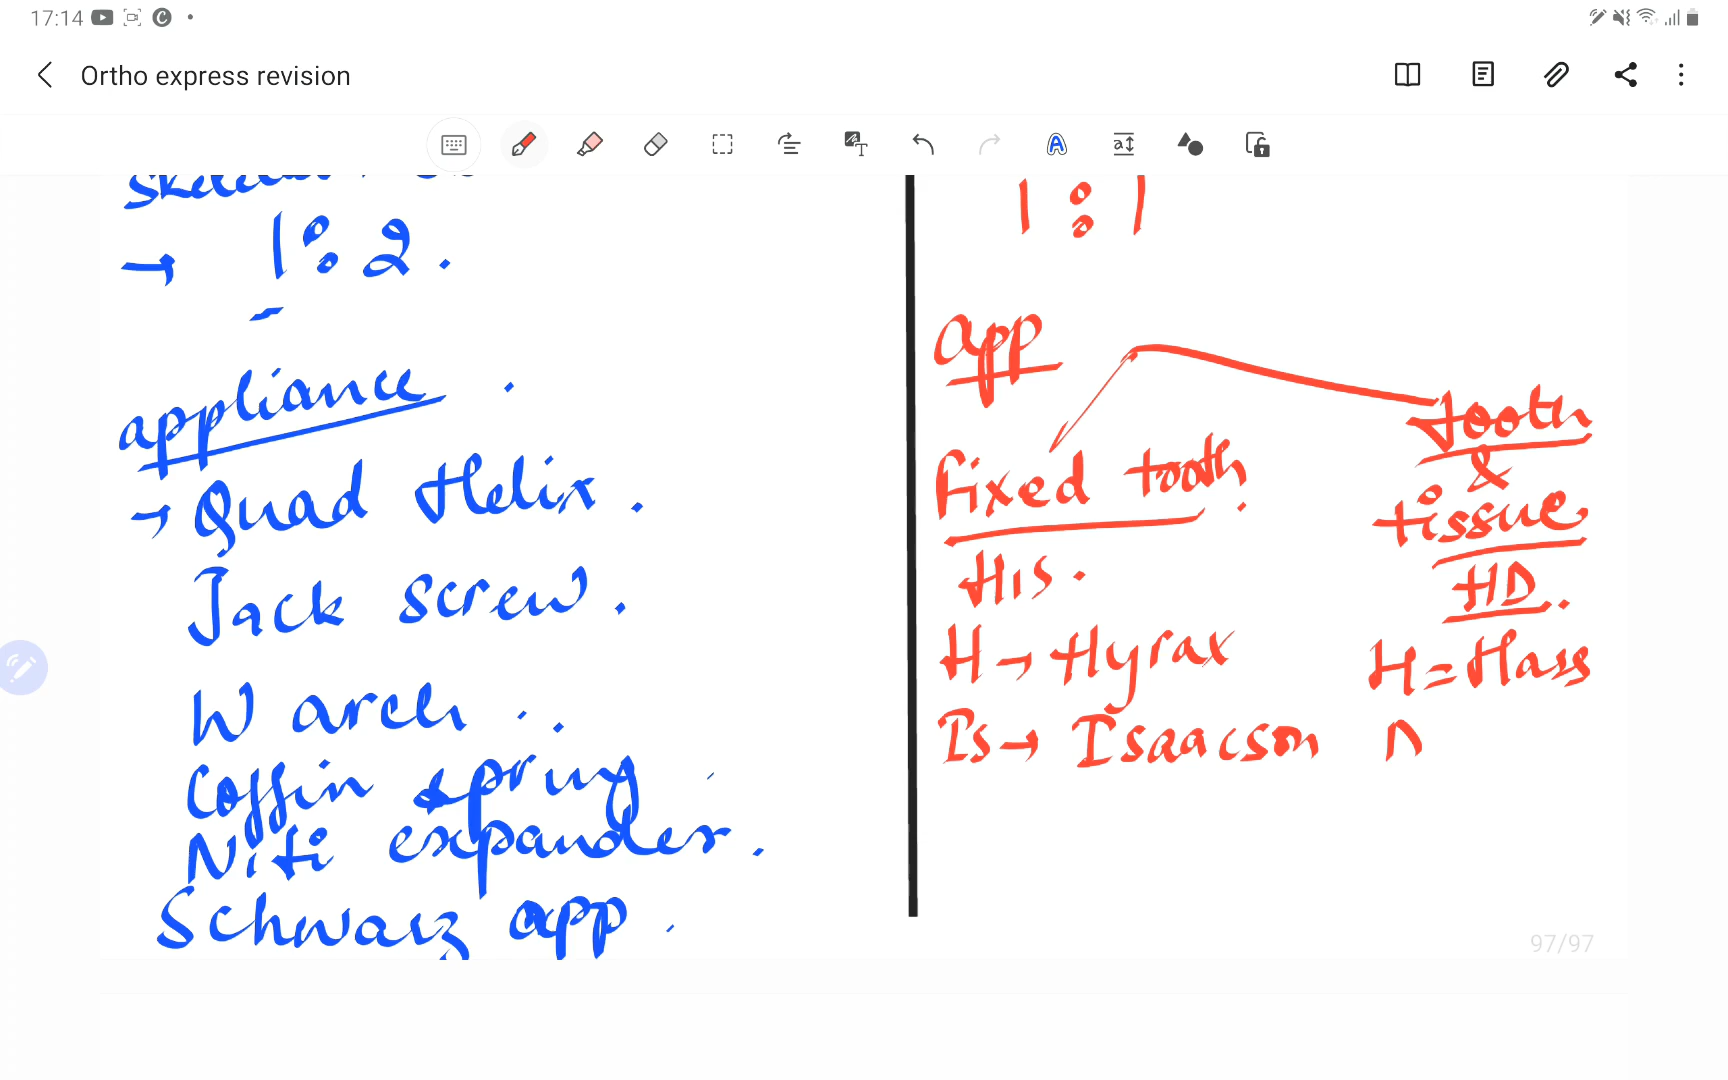 17:14
Ortho express revision
→ 1:2.
appliance.
→ Quad Helix.
Jack screw.
W arch..
Coffin spring
Niti expander.
Schwarz app.
1:1
app
Fixed tooth.
HIS.
H → Hyrax
Is → Isaacson
tooth
&
tissue
HD.
H = Hass
D
97/97